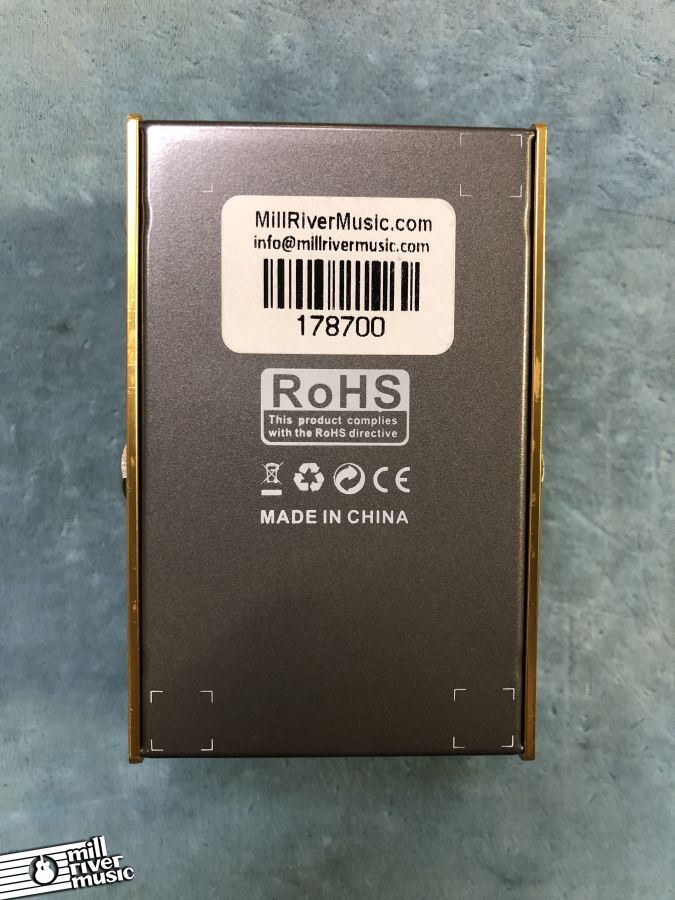 MillRiverMusic.com
info@millrivermusic.com
178700
RoHS
This product complies
with the RoHS directive
CE
MADE IN CHINA
mill
river
music